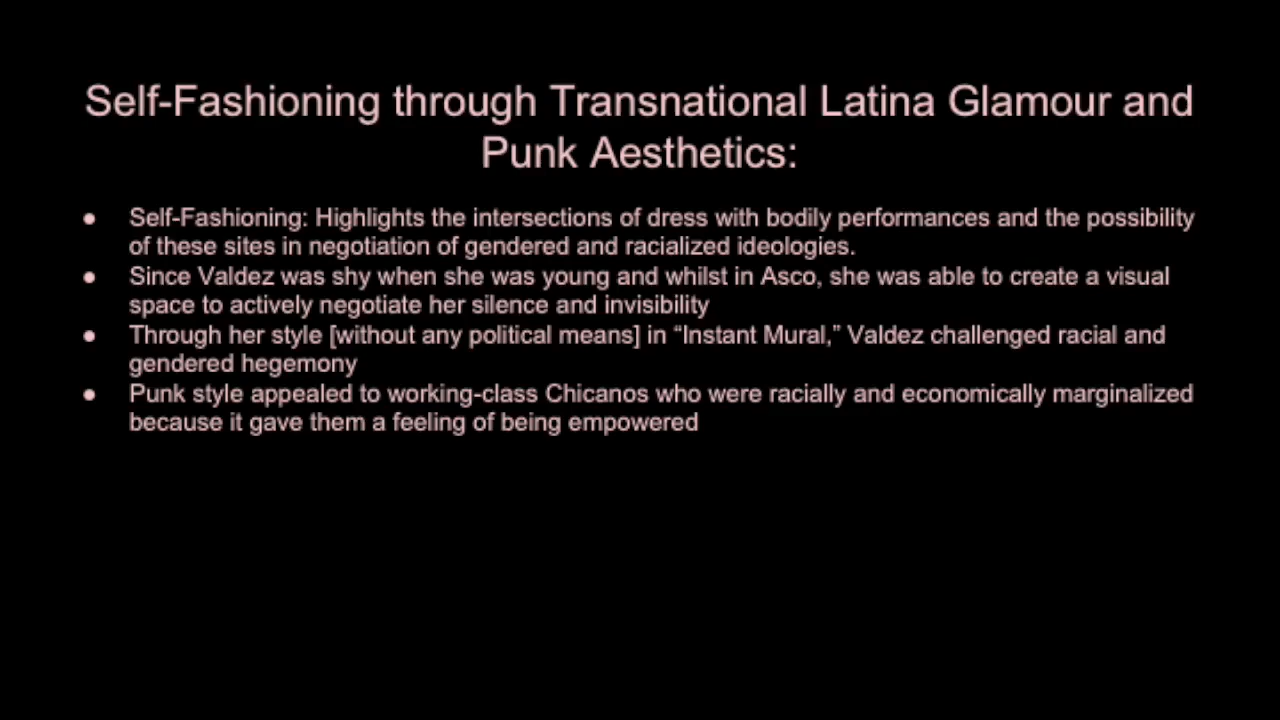 Self-Fashioning through Transnational Latina Glamour and
Punk Aesthetics:
● Self-Fashioning: Highlights the intersections of dress with bodily performances and the possibility
of these sites in negotiation of gendered and racialized ideologies.
● Since Valdez was shy when she was young and whilst in Asco, she was able to create a visual
space to actively negotiate her silence and invisibility
● Through her style [without any political means] in “Instant Mural,” Valdez challenged racial and
gendered hegemony
● Punk style appealed to working-class Chicanos who were racially and economically marginalized
because it gave them a feeling of being empowered